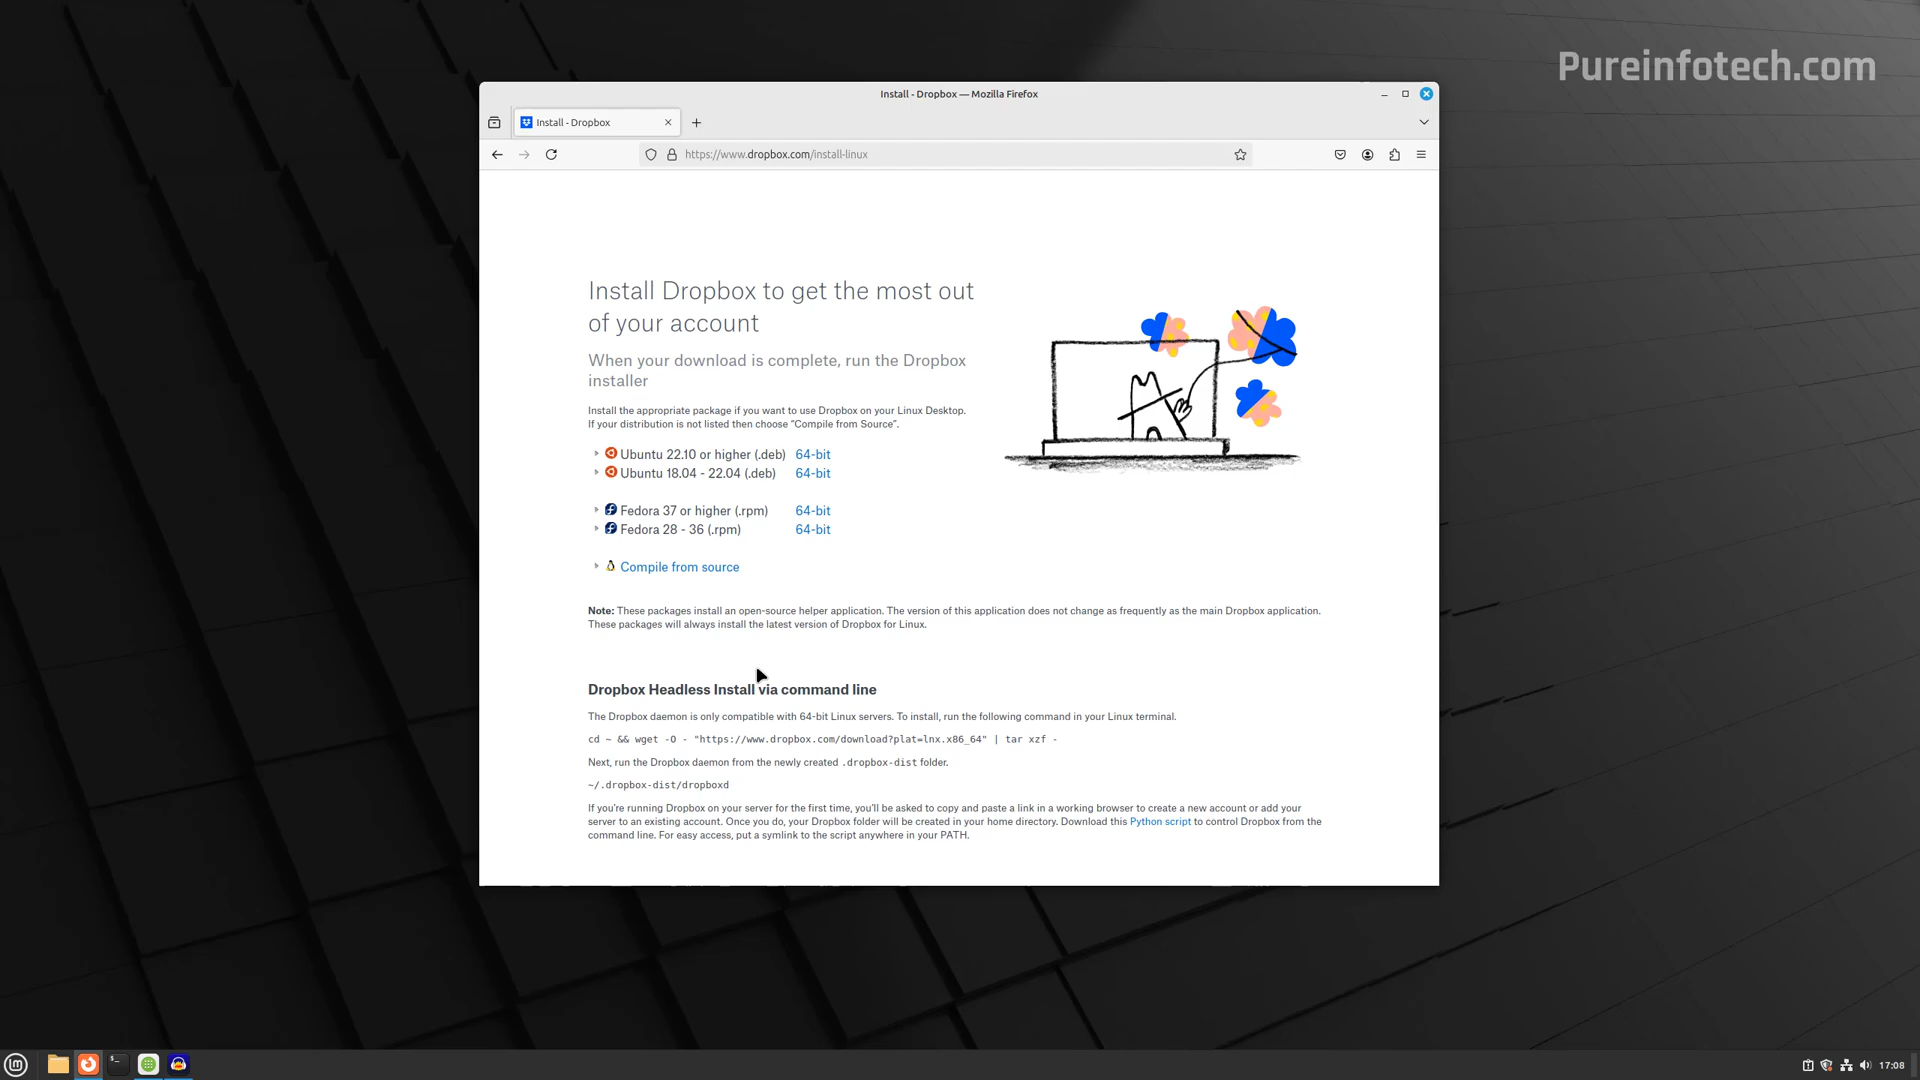 Pureinfotech.com
Install - Dropbox — Mozilla Firefox
Install - Dropbox
https://www.dropbox.com/install-linux
Install Dropbox to get the most out
of your account
When your download is complete, run the Dropbox
installer
Install the appropriate package if you want to use Dropbox on your Linux Desktop.
If your distribution is not listed then choose “Compile from Source”.
Ubuntu 22.10 or higher (.deb) 64-bit
Ubuntu 18.04 - 22.04 (.deb) 64-bit
Fedora 37 or higher (.rpm) 64-bit
Fedora 28 - 36 (.rpm) 64-bit
Compile from source
Note: These packages install an open-source helper application. The version of this application does not change as frequently as the main Dropbox application.
These packages will always install the latest version of Dropbox for Linux.
Dropbox Headless Install via command line
The Dropbox daemon is only compatible with 64-bit Linux servers. To install, run the following command in your Linux terminal.
cd ~ && wget -O - "https://www.dropbox.com/download?plat=lnx.x86_64" | tar xzf -
Next, run the Dropbox daemon from the newly created .dropbox-dist folder.
~/.dropbox-dist/dropboxd
If you’re running Dropbox on your server for the first time, you’ll be asked to copy and paste a link in a working browser to create a new account or add your
server to an existing account. Once you do, your Dropbox folder will be created in your home directory. Download this Python script to control Dropbox from the
command line. For easy access, put a symlink to the script anywhere in your PATH.
17:08